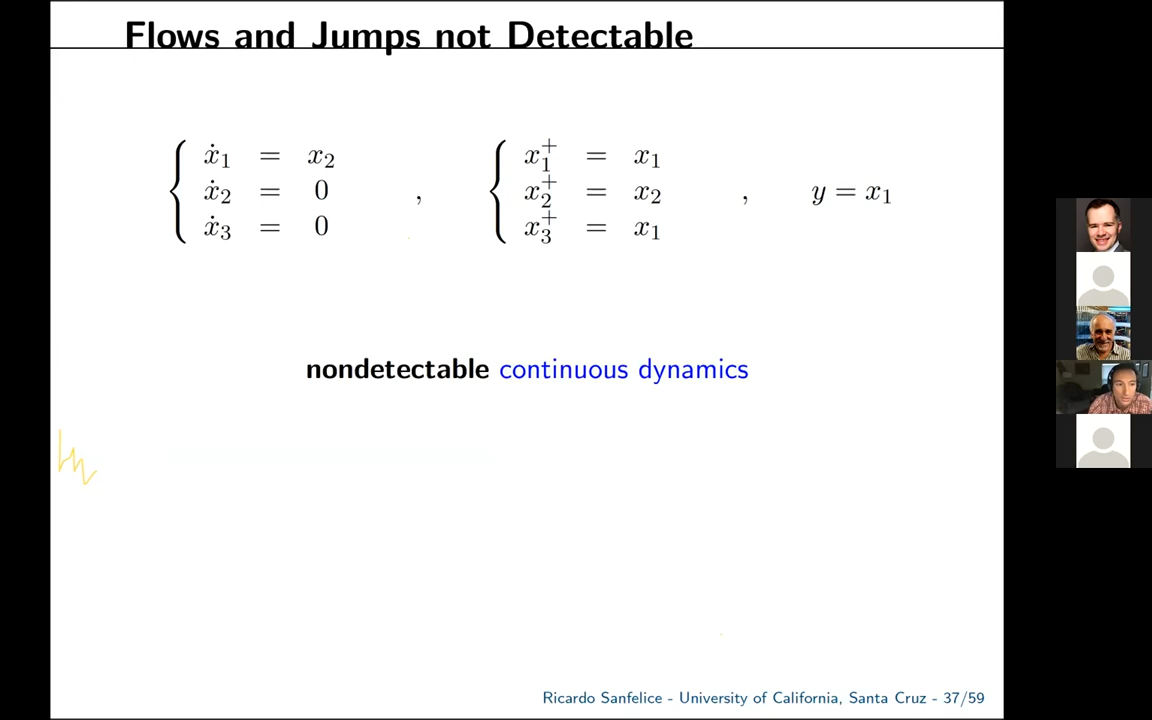 Flows and Jumps not Detectable
{ ẋ₁ = x₂ , { x₁⁺ = x₁ , y = x₁
ẋ₂ = 0 x₂⁺ = x₂
ẋ₃ = 0 x₃⁺ = x₁
nondetectable continuous dynamics
Ricardo Sanfelice - University of California, Santa Cruz - 37/59